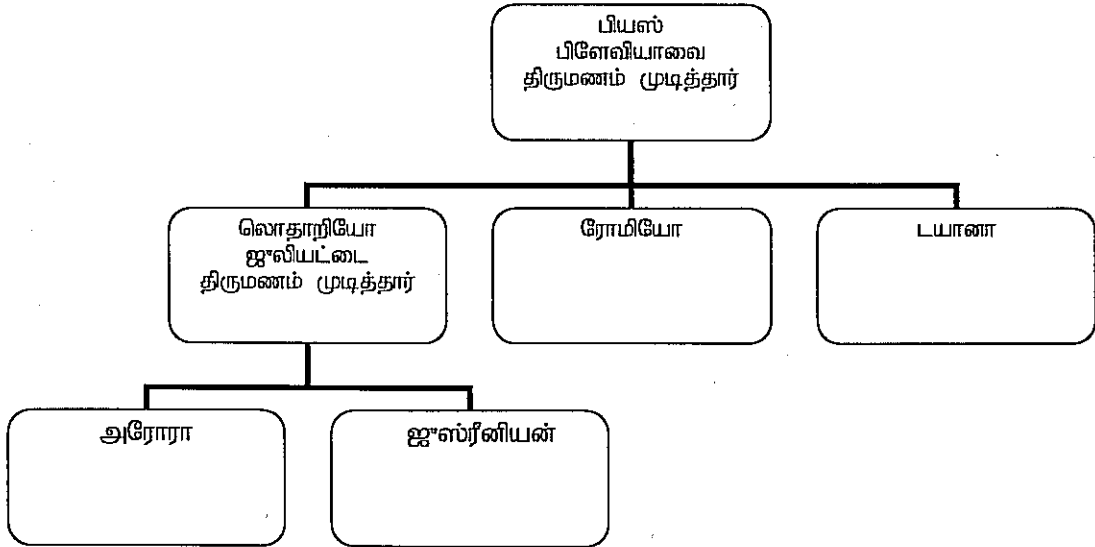 பியஸ்
பிளேவியாவை
திருமணம் முடித்தார்
லொதாறியோ
ஜுலியட்டை
திருமணம் முடித்தார்
ரோமியோ
டயானா
அரோரா
ஜுஸ்ரீனியன்